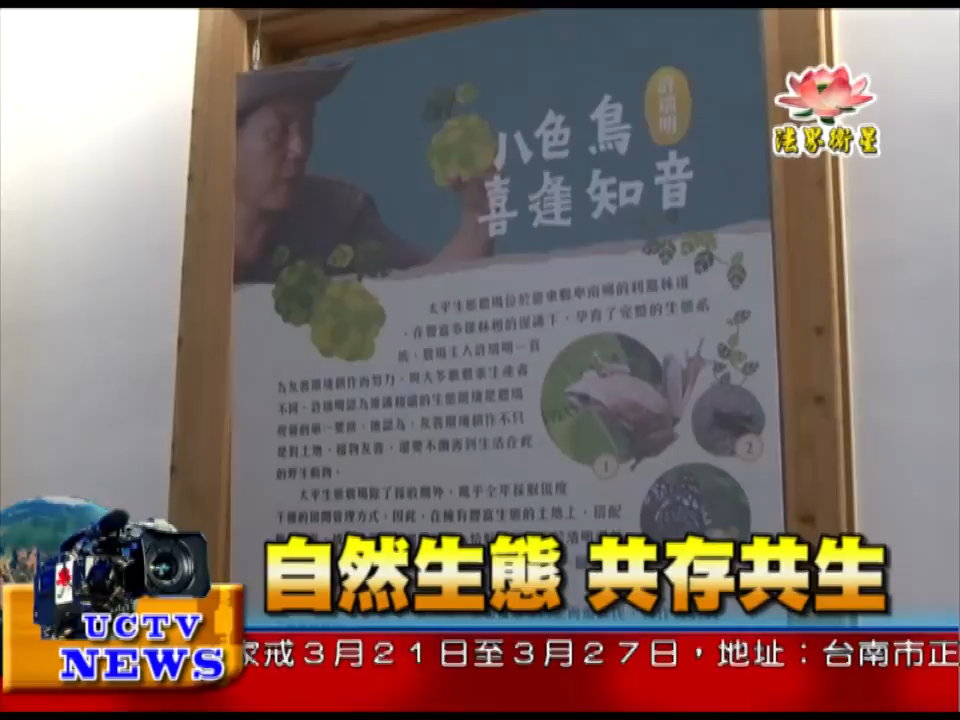 許瑞明
八色鳥
喜逢知音
法界衛星
太平生態農場位於臺東縣卑南鄉的利嘉林道
，在豐富多樣林相的潤識下，孕育了完整的生態系
統。農場主人許瑞明一直
為友善環境耕作而努力，與大多數農業生產者
不同，許瑞明認為維護棲地的生態環境是農場
經營的第一要務。他認為，友善環境耕作不只
是對土地、植物友善，還要不傷害到生活在此
的野生動物。
太平生態農場除了採收期外，幾乎全年採取低度
干擾的田間管理方式。因此，在擁有豐富生態的土地上，搭配
1
2
自然生態 共存共生
UCTV
NEWS
家戒３月２１日至３月２７日，地址：台南市正